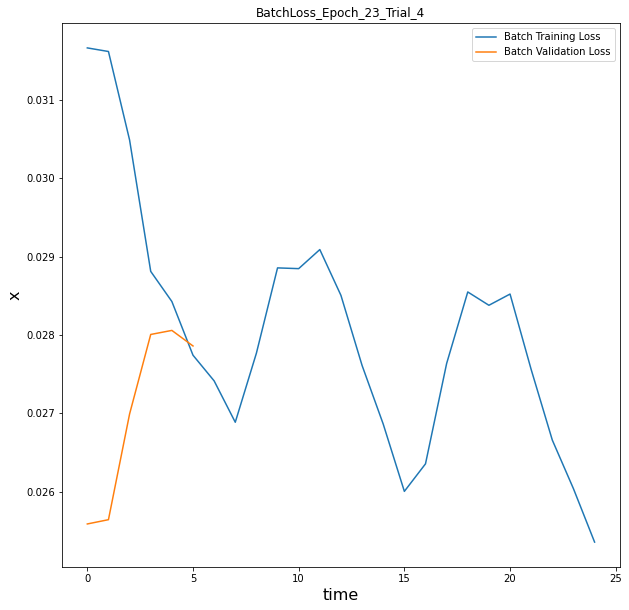 BatchLoss_Epoch_23_Trial_4
Batch Training Loss
Batch Validation Loss
0.031
0.030
0.029
0.028
0.027
0.026
x
0 5 10 15 20 25
time